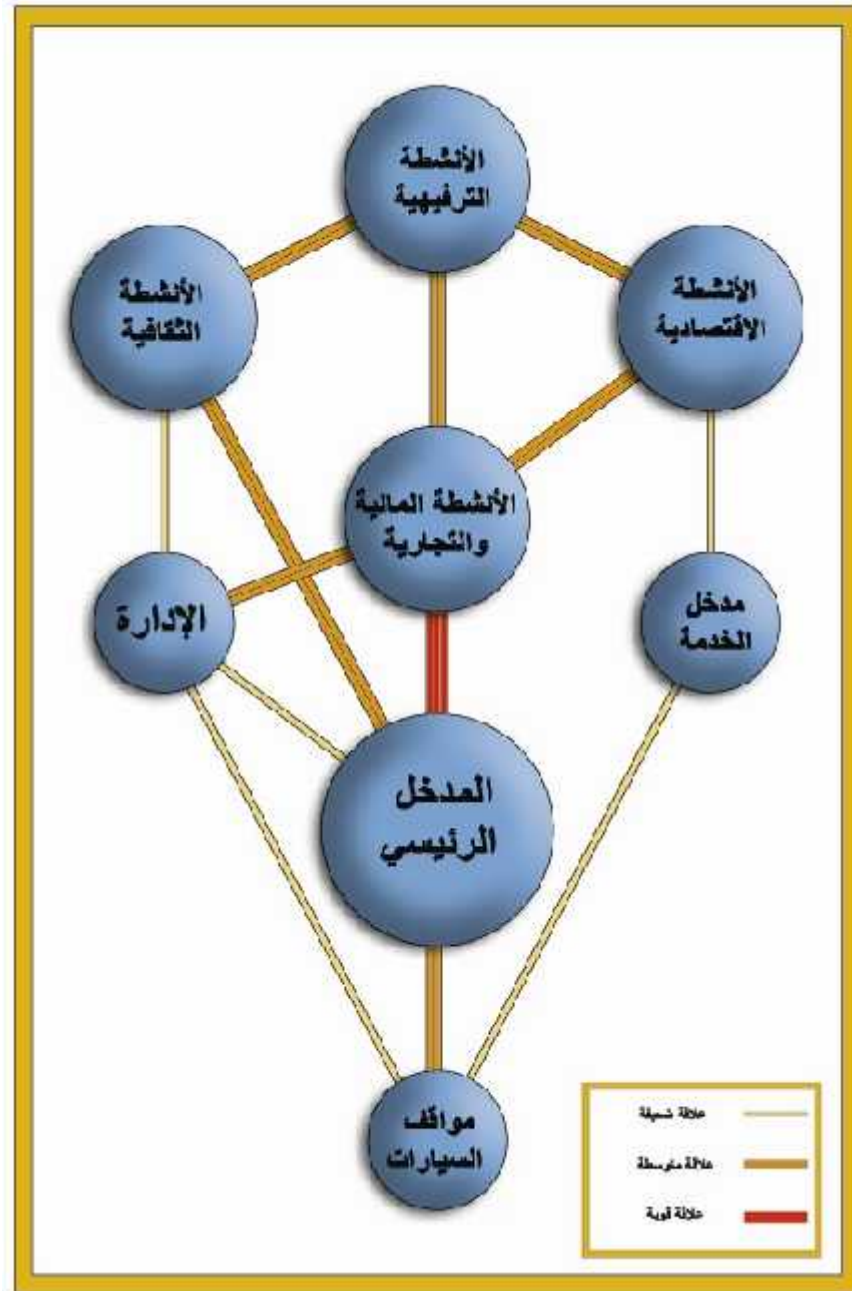 الأنشطة
الترفيهية
الأنشطة
الاقتصادية
الأنشطة
الثقافية
الأنشطة المالية
والتجارية
مدخل
الخدمة
الإدارة
المدخل
الرئيسي
مواقف
السيارات
علاقة ضعيفة
علاقة متوسطة
علاقة قوية